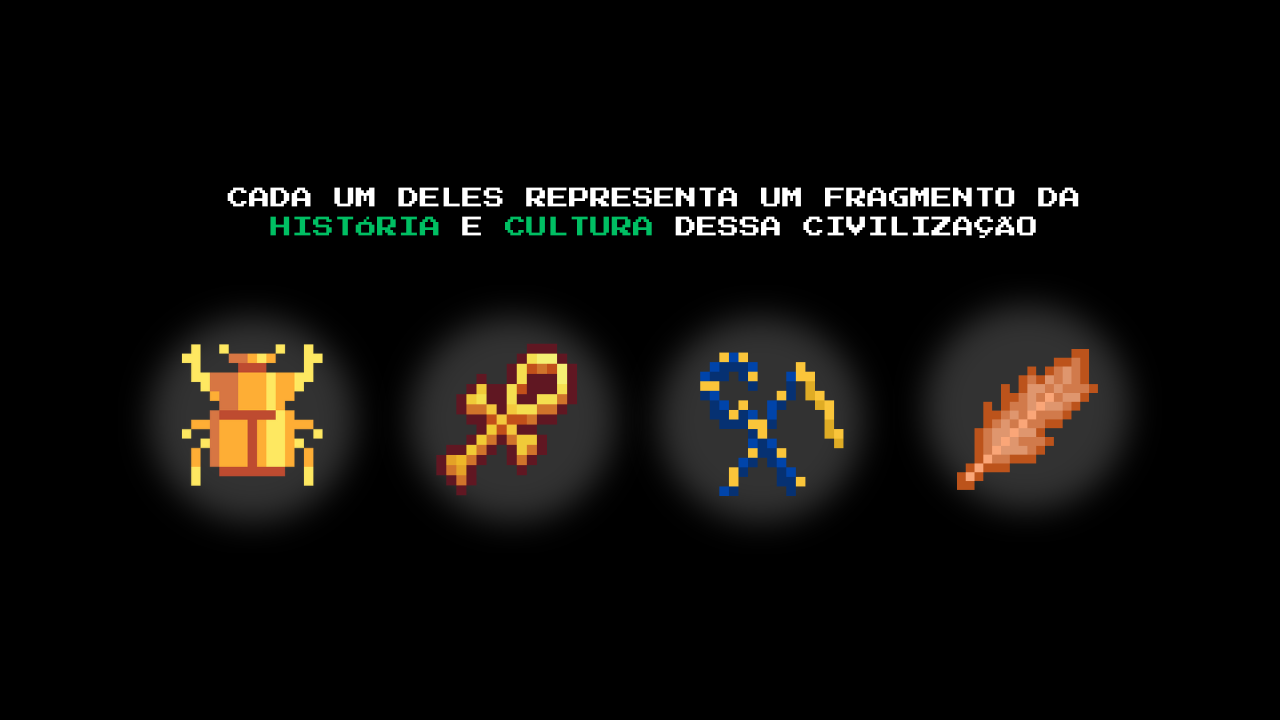 CADA UM DELES REPRESENTA UM FRAGMENTO DA
HISTóRIA E CULTURA DESSA CIVILIZAÇÃO